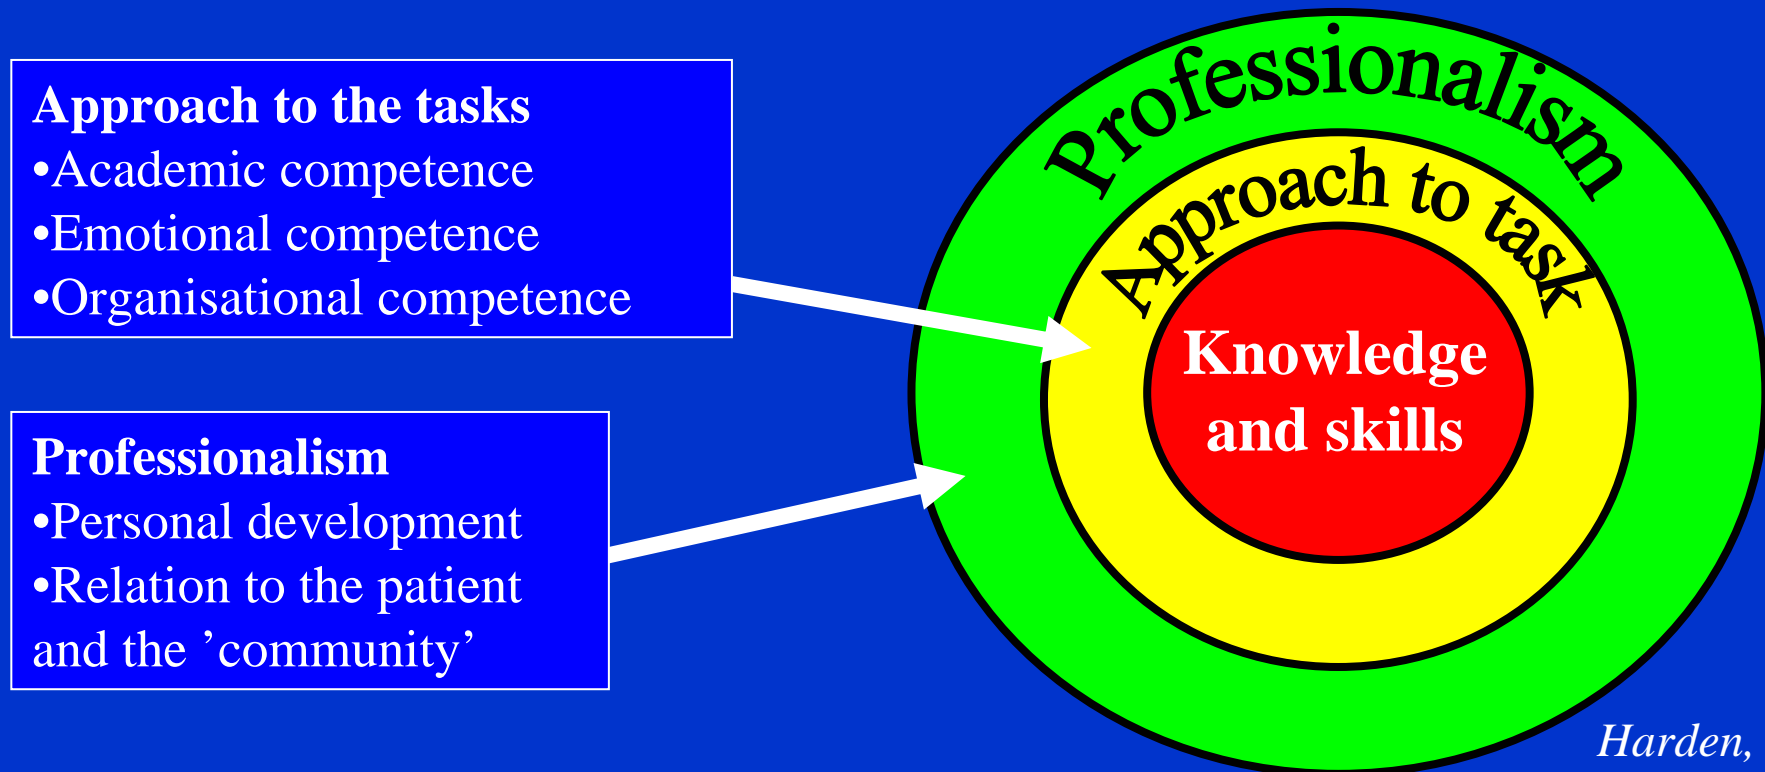 Approach to the tasks
•Academic competence
•Emotional competence
•Organisational competence
Professionalism
•Personal development
•Relation to the patient
and the ’community’
Professionalism
Approach to task
Knowledge
and skills
Harden,